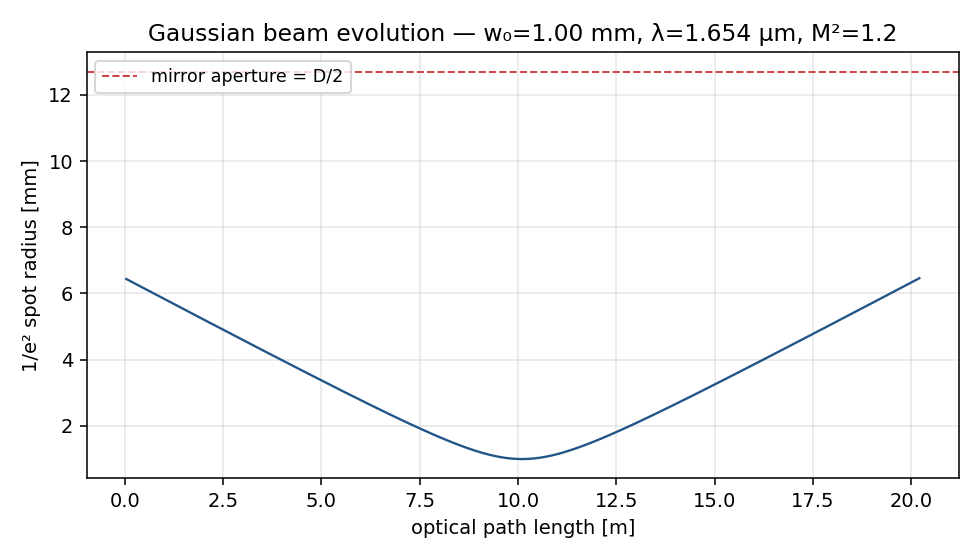 Gaussian beam evolution — w₀=1.00 mm, λ=1.654 μm, M²=1.2
mirror aperture = D/2
1/e² spot radius [mm]
12
10
8
6
4
2
0.0 2.5 5.0 7.5 10.0 12.5 15.0 17.5 20.0
optical path length [m]